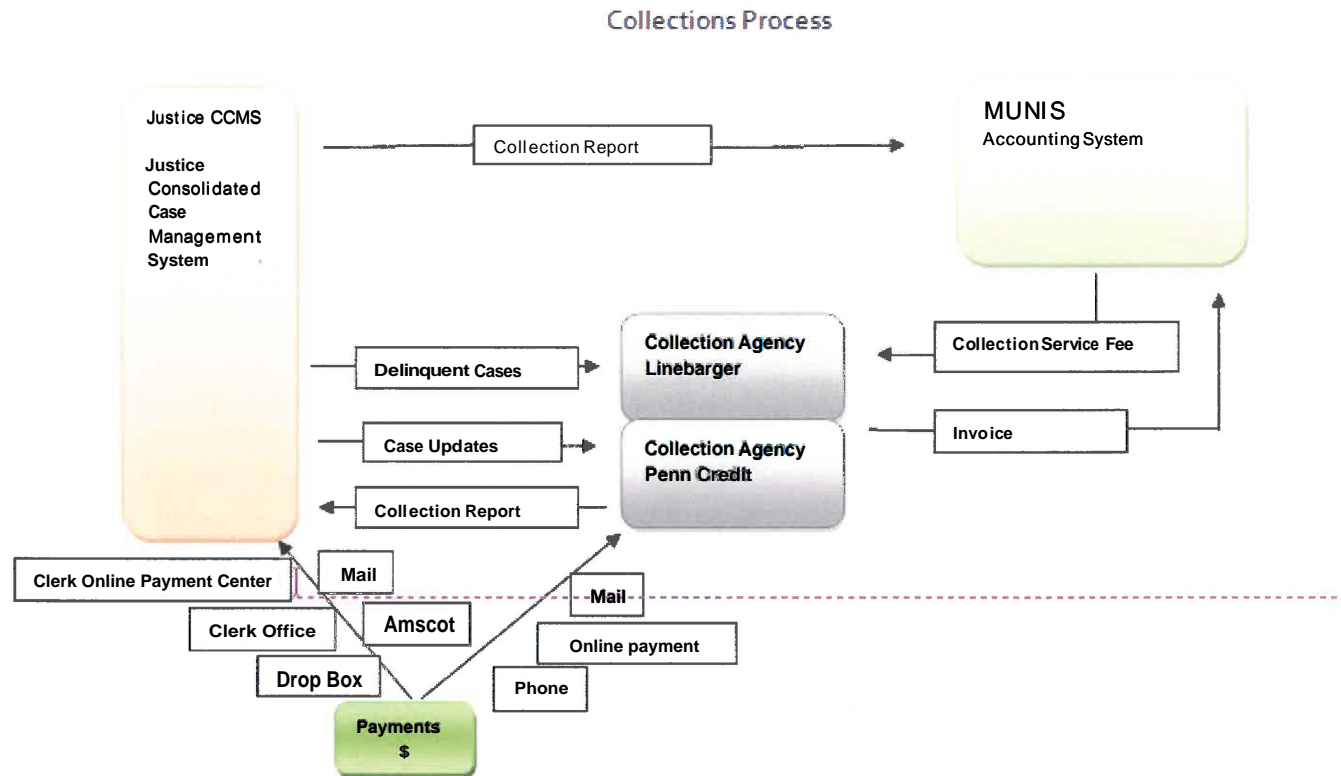 Collections Process
Justice CCMS
Justice
Consolidated
Case
Management
System
Collection Report
MUNIS
Accounting System
Delinquent Cases
Case Updates
Collection Report
Collection Agency
Linebarger
Collection Agency
Penn Credit
Collection Service Fee
Invoice
Clerk Online Payment Center
Mail
Clerk Office
Amscot
Drop Box
Mail
Online payment
Phone
Payments
$